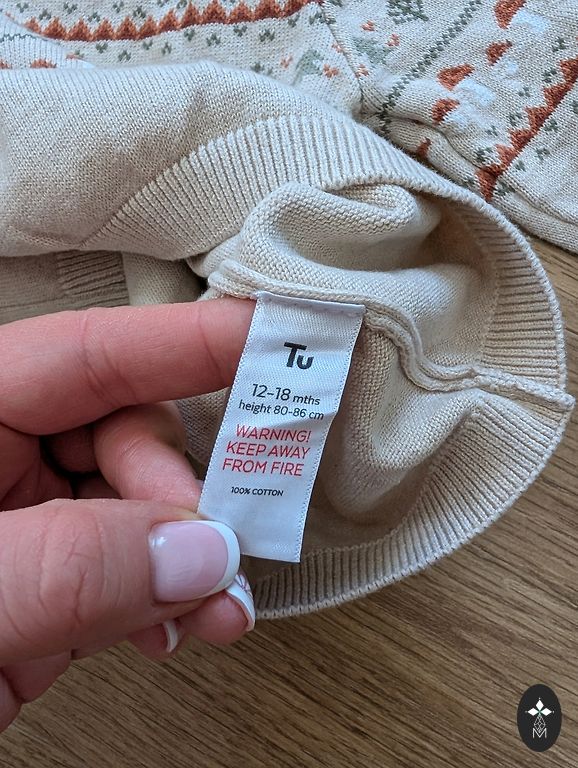 Tu
12-18 mths
height 80-86 cm
WARNING!
KEEP AWAY
FROM FIRE
100% COTTON
M